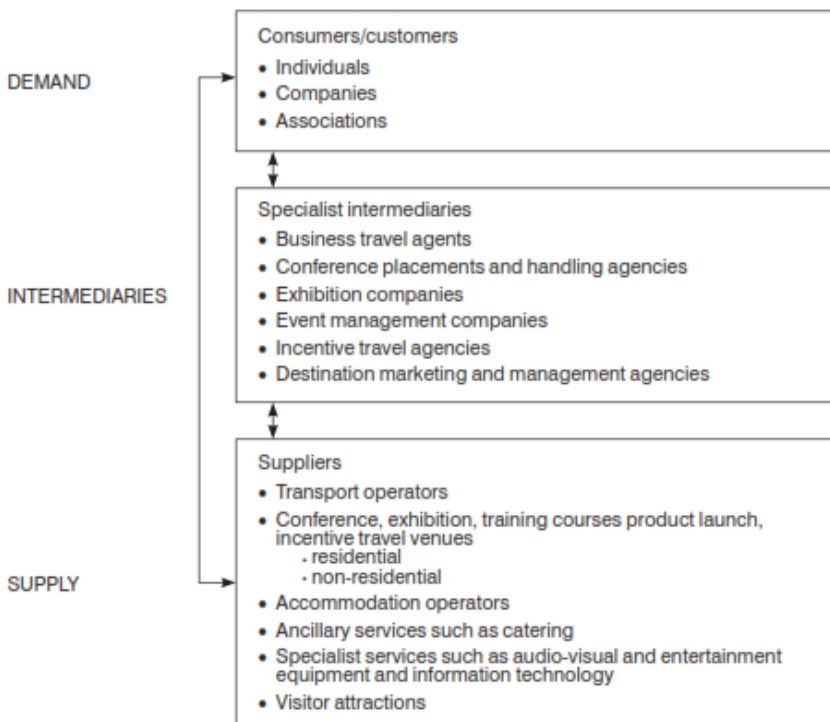 Consumers/customers
• Individuals
DEMAND
• Companies
• Associations
Specialist intermediaries
• Business travel agents
• Conference placements and handling agencies
INTERMEDIARIES
• Exhibition companies
• Event management companies
• Incentive travel agencies
• Destination marketing and management agencies
Suppliers
• Transport operators
• Conference, exhibition, training courses product launch,
incentive travel venues
· residential
· non-residential
SUPPLY
• Accommodation operators
• Ancillary services such as catering
• Specialist services such as audio-visual and entertainment
equipment and information technology
• Visitor attractions